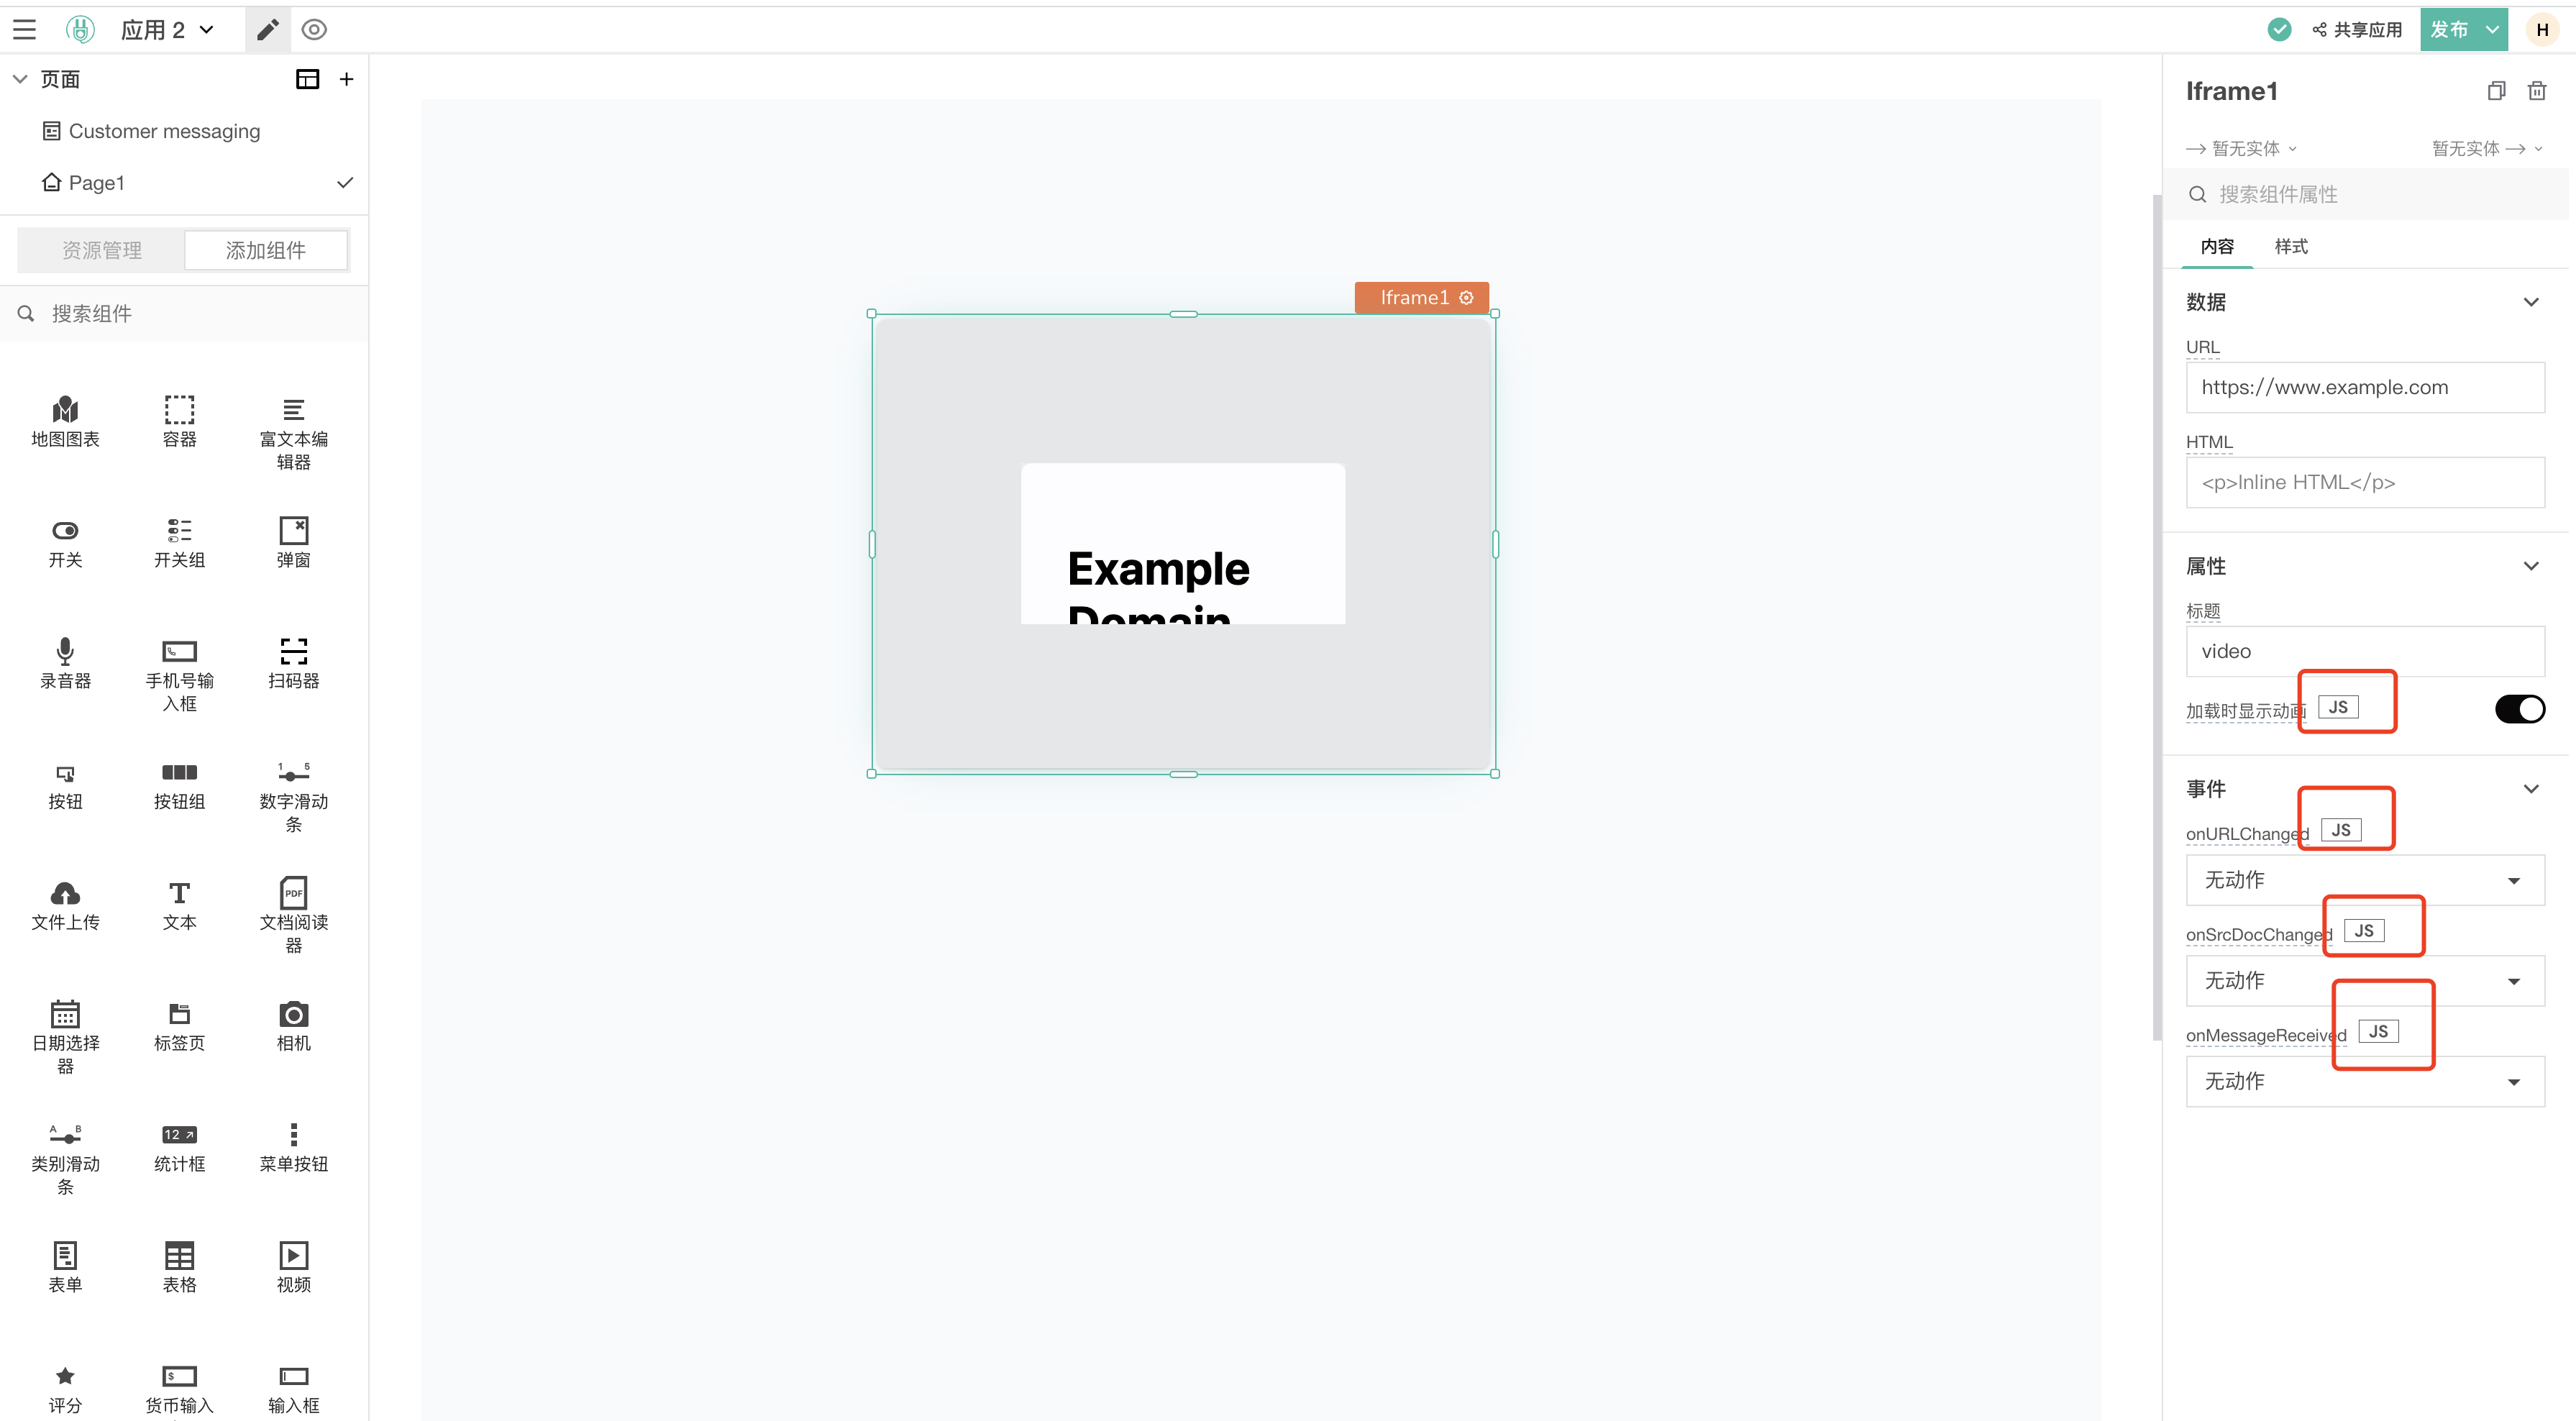 应用 2
共享应用
发布
H
页面
Customer messaging
Page1
资源管理
添加组件
搜索组件
地图图表
容器
富文本编
辑器
开关
开关组
弹窗
录音器
手机号输
入框
扫码器
按钮
按钮组
1 5
数字滑动
条
文件上传
T
文本
PDF
文档阅读
器
日期选择
器
标签页
相机
A B
类别滑动
条
12
统计框
菜单按钮
表单
表格
视频
评分
$
货币输入
输入框
Iframe1
Example
Domain
Iframe1
暂无实体
暂无实体
搜索组件属性
内容
样式
数据
URL
https://www.example.com
HTML
<p>Inline HTML</p>
属性
标题
video
加载时显示动画
JS
事件
onURLChanged
JS
无动作
onSrcDocChanged
JS
无动作
onMessageReceived
JS
无动作